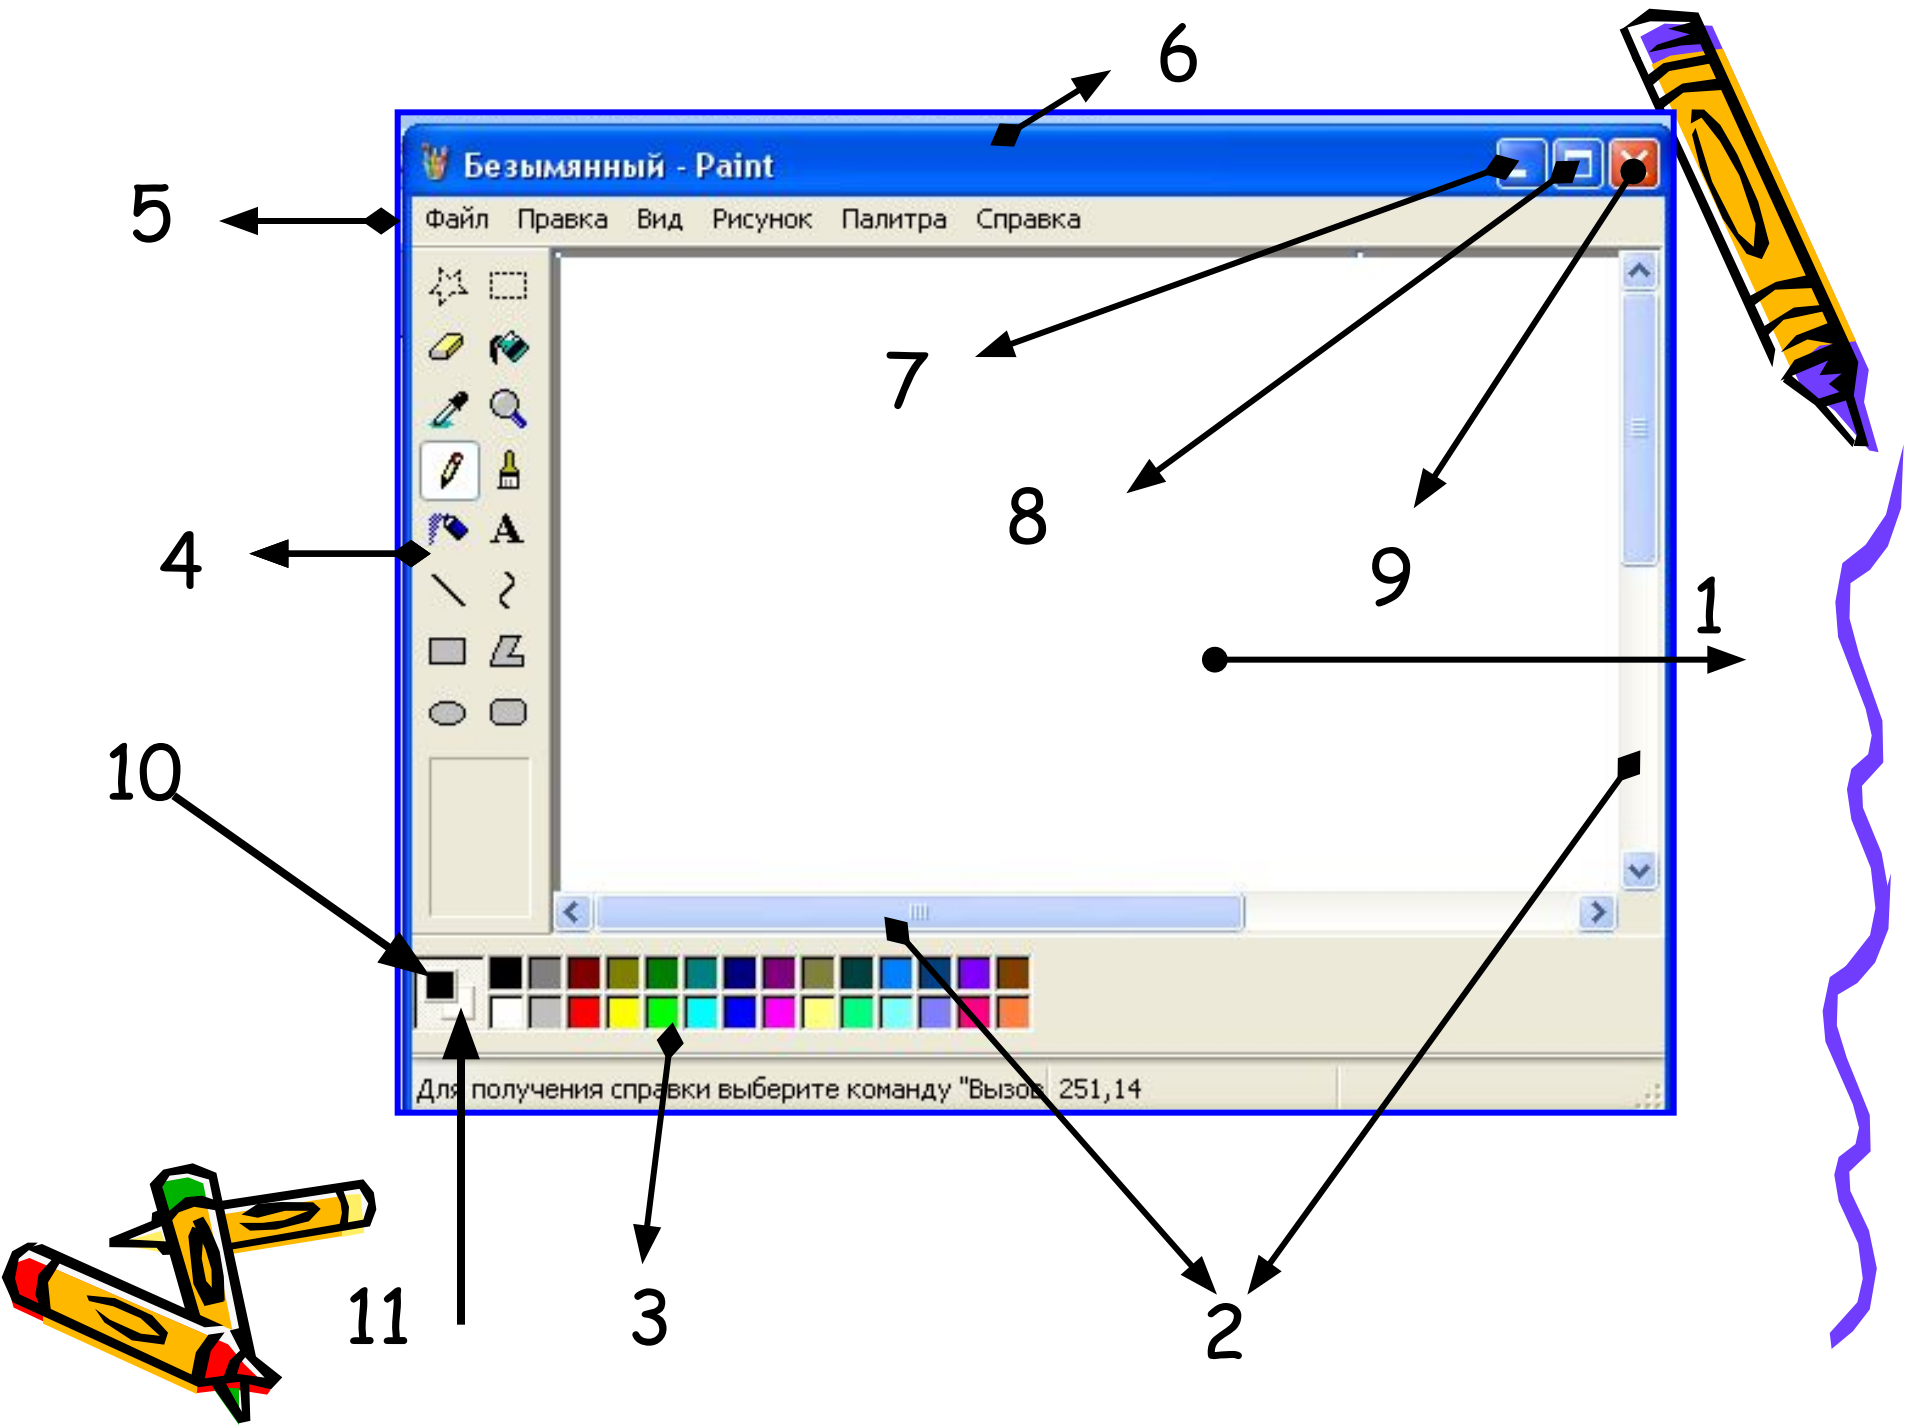 6
Безымянный - Paint
5
Файл Правка Вид Рисунок Палитра Справка
7
8
A
4
9
1
10
Для получения справки выберите команду "Вызов 251,14
11
3
2